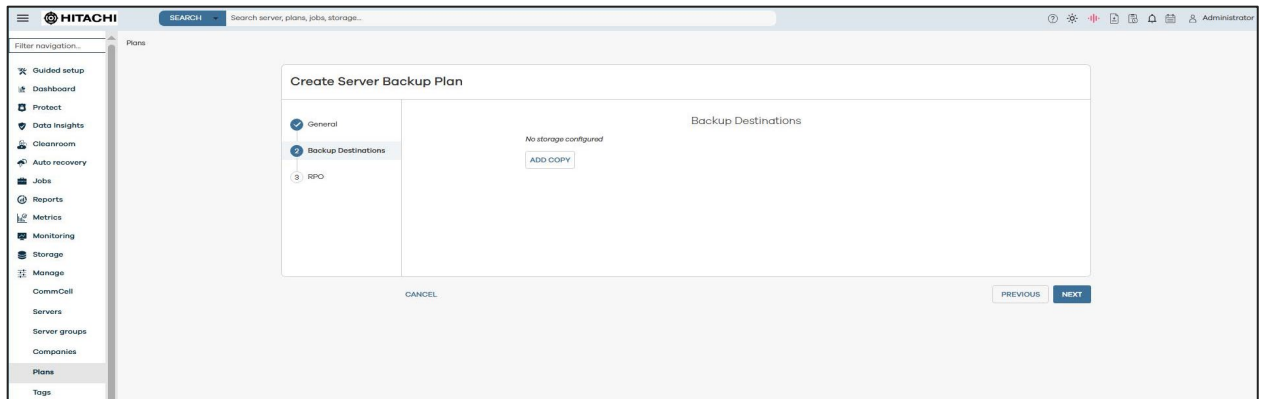 HITACHI
SEARCH
Search server, plans, jobs, storage...
Administrator
Filter navigation...
Guided setup
Dashboard
Protect
Data Insights
Cleanroom
Auto recovery
Jobs
Reports
Metrics
Monitoring
Storage
Manage
CommCell
Servers
Server groups
Companies
Plans
Tags
Plans
Create Server Backup Plan
General
2 Backup Destinations
3 RPO
Backup Destinations
No storage configured
ADD COPY
CANCEL
PREVIOUS
NEXT